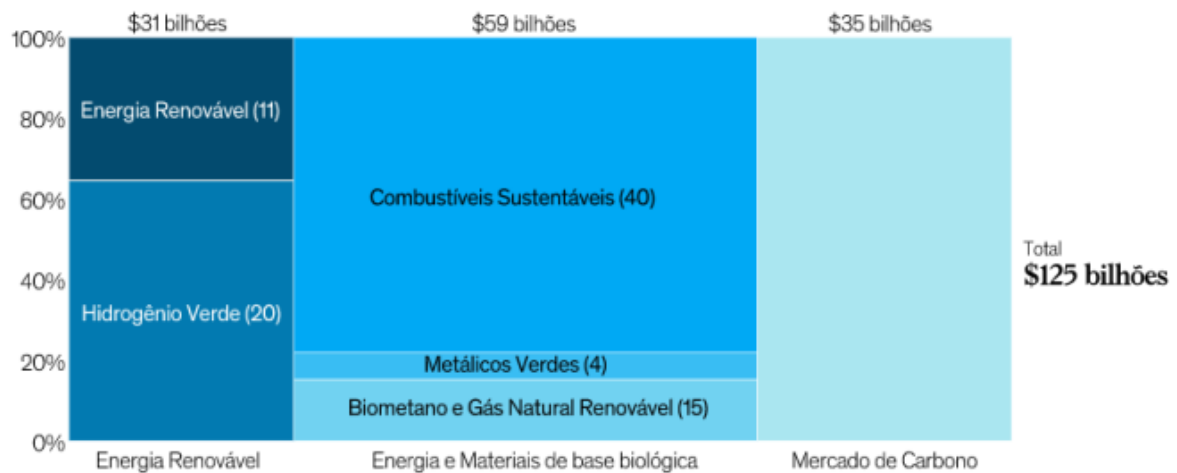 $31 bilhões
$59 bilhões
$35 bilhões
100%
80%
60%
40%
20%
0%
Energia Renovável (11)
Hidrogênio Verde (20)
Combustíveis Sustentáveis (40)
Metálicos Verdes (4)
Biometano e Gás Natural Renovável (15)
Total
$125 bilhões
Energia Renovável
Energia e Materiais de base biológica
Mercado de Carbono